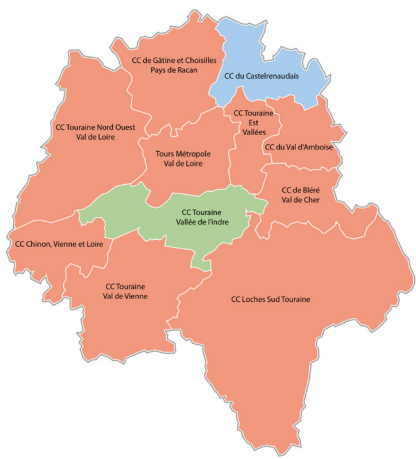 CC de Gâtine et Choisilles
Pays de Racan
CC du Castelrenaudais
CC Touraine Nord Ouest
Val de Loire
CC Touraine
Est
Vallées
CC du Val d'Amboise
Tours Métropole
Val de Loire
CC de Bléré
Val de Cher
CC Touraine
Vallée de l'indre
CC Chinon, Vienne et Loire
CC Touraine
Val de Vienne
CC Loches Sud Touraine